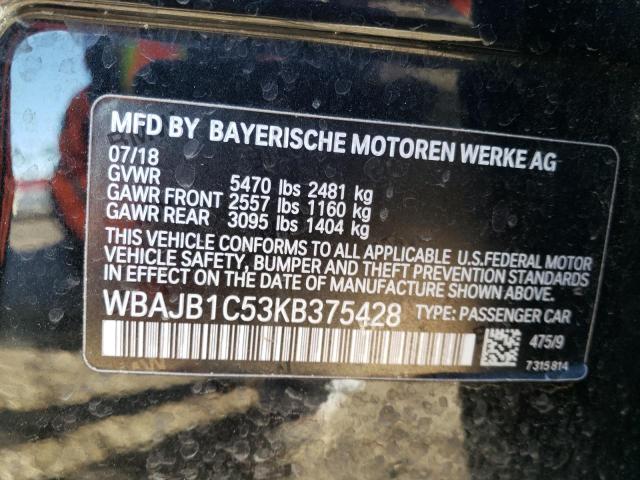 MFD BY BAYERISCHE MOTOREN WERKE AG
07/18
GVWR 5470 lbs 2481 kg
GAWR FRONT 2557 lbs 1160 kg
GAWR REAR 3095 lbs 1404 kg
THIS VEHICLE CONFORMS TO ALL APPLICABLE U.S.FEDERAL MOTOR
VEHICLE SAFETY, BUMPER AND THEFT PREVENTION STANDARDS
IN EFFECT ON THE DATE OF MANUFACTURE SHOWN ABOVE.
WBAJB1C53KB375428 TYPE: PASSENGER CAR
475/9
7315814